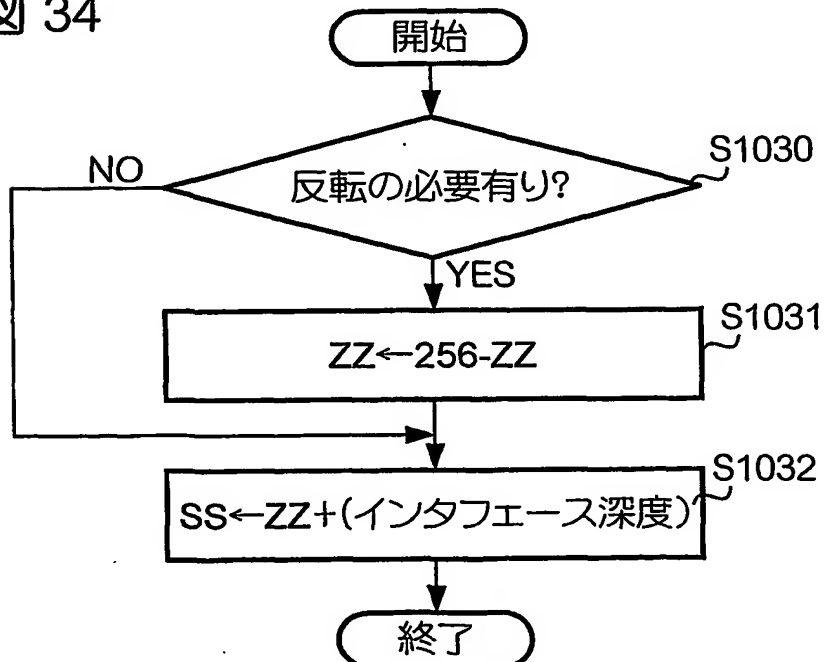 図 34
開始
反転の必要有り?
S1030
NO
YES
ZZ←256-ZZ
S1031
SS←ZZ+(インタフェース深度)
S1032
終了